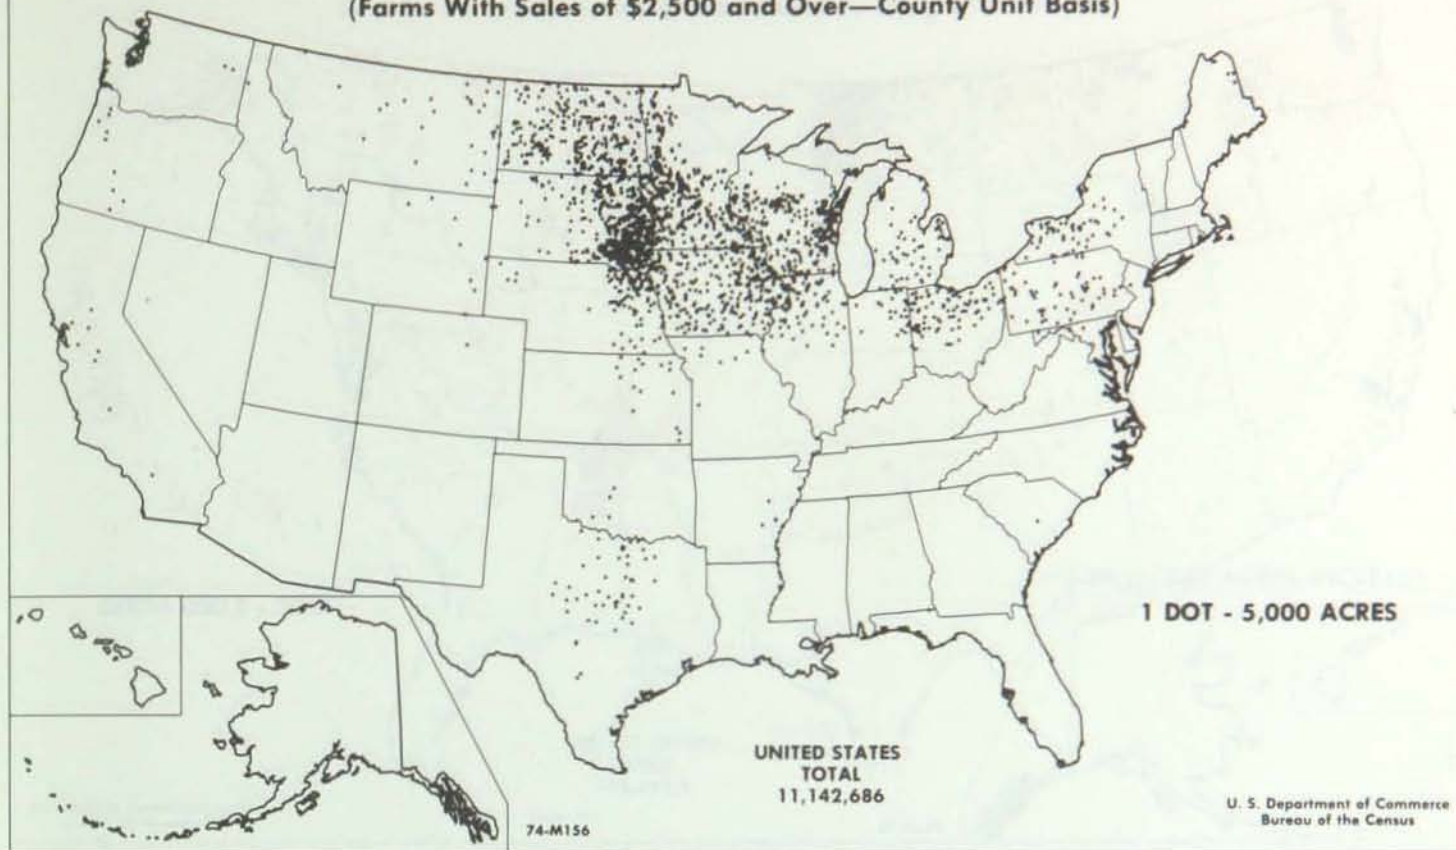 (Farms With Sales of $2,500 and Over—County Unit Basis)
1 DOT - 5,000 ACRES
UNITED STATES
TOTAL
11,142,686
74-M156
U. S. Department of Commerce
Bureau of the Census